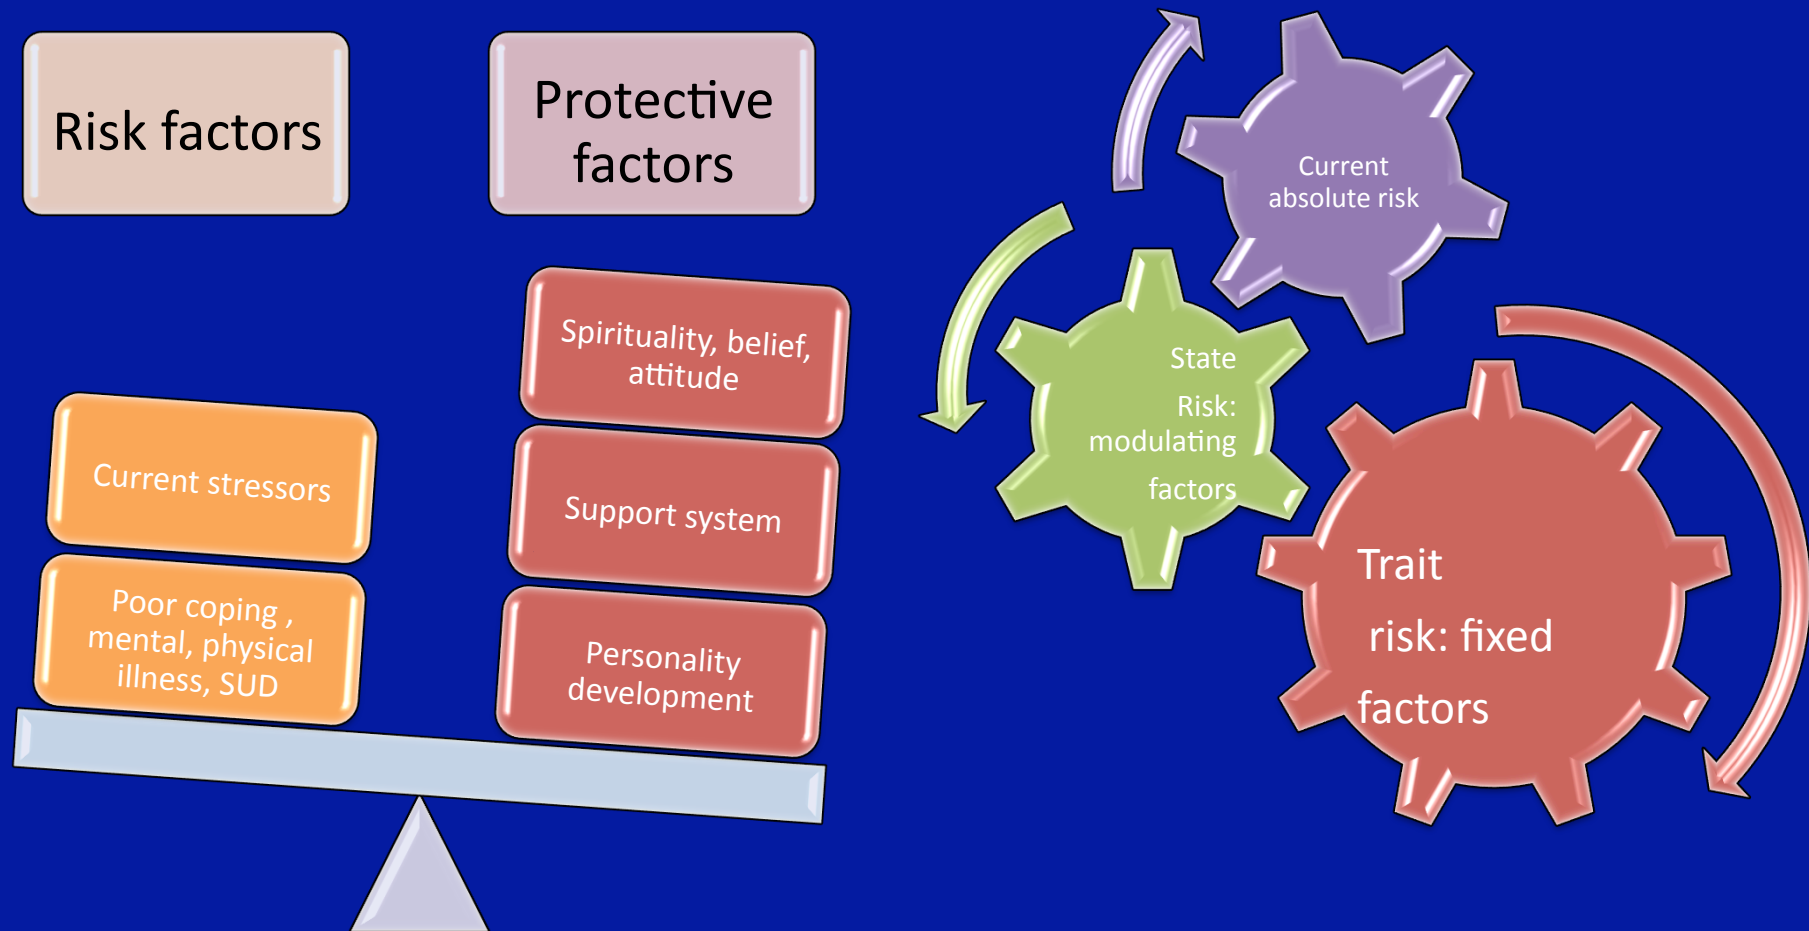 Risk factors
Protective
factors
Spirituality, belief,
attitude
Current stressors
Support system
Poor coping ,
mental, physical
illness, SUD
Personality
development
Current
absolute risk
State
Risk:
modulating
factors
Trait
risk: fixed
factors